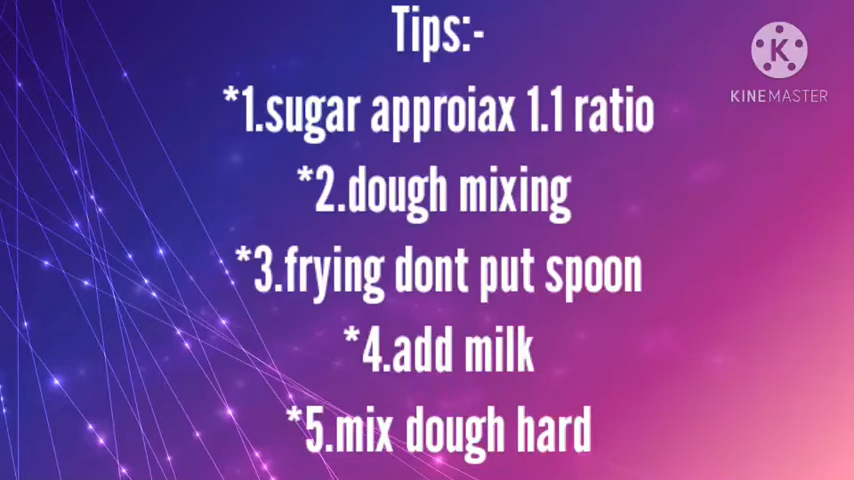 Tips:-
*1.sugar approiax 1.1 ratio
*2.dough mixing
*3.frying dont put spoon
*4.add milk
*5.mix dough hard
K
KINEMASTER